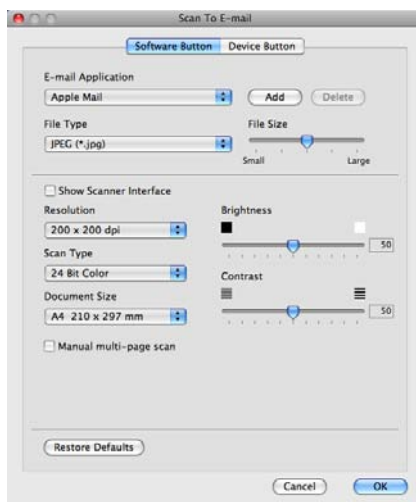 Scan To E-mail
Software Button Device Button
E-mail Application
Apple Mail Add Delete
File Type File Size
JPEG (*.jpg)
Small Large
Show Scanner Interface
Resolution Brightness
200 x 200 dpi
50
Scan Type
24 Bit Color
Contrast
Document Size
A4 210 x 297 mm
50
Manual multi-page scan
Restore Defaults
Cancel OK